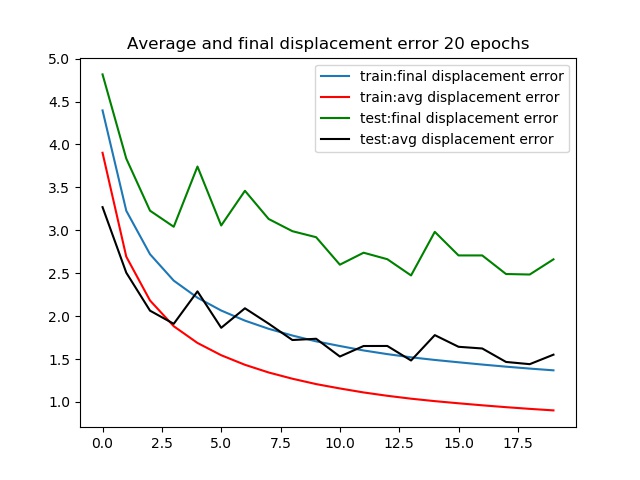 Average and final displacement error 20 epochs
train:final displacement error
train:avg displacement error
test:final displacement error
test:avg displacement error
5.0
4.5
4.0
3.5
3.0
2.5
2.0
1.5
1.0
0.0 2.5 5.0 7.5 10.0 12.5 15.0 17.5